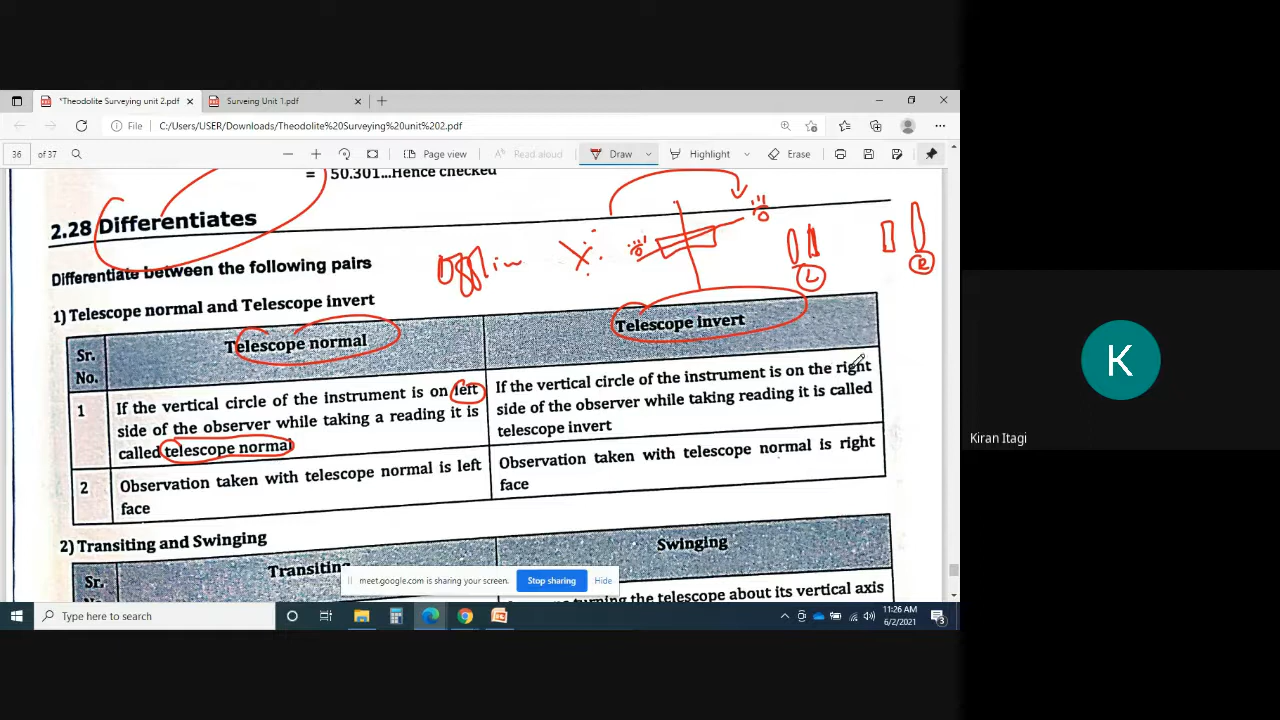 *Theodolite Surveying unit 2.pdf
Surveing Unit 1.pdf
File
C:/Users/USER/Downloads/Theodolite%20Surveying%20unit%202.pdf
36 of 37
Page view
Read aloud
Draw
Highlight
Erase
= 50.301...Hence checked
2.28 Differentiates
L
R
Differentiate between the following pairs
1) Telescope normal and Telescope invert
Sr. No.
Telescope normal
Telescope invert
1
If the vertical circle of the instrument is on left
side of the observer while taking a reading it is
called telescope normal
If the vertical circle of the instrument is on the right
side of the observer while taking reading it is called
telescope invert
2
Observation taken with telescope normal is left
face
Observation taken with telescope normal is right
face
2) Transiting and Swinging
Sr.
Transiting
Swinging
turning the telescope about its vertical axis
meet.google.com is sharing your screen.
Stop sharing
Hide
Type here to search
11:26 AM
6/2/2021
3
K
Kiran Itagi